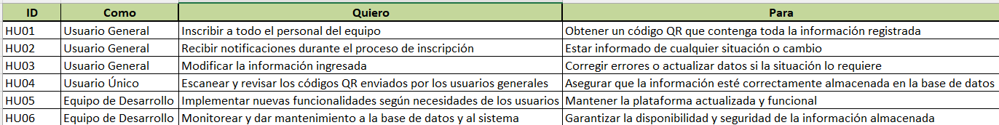 ID Como Quiero Para
HU01 Usuario General Inscribir a todo el personal del equipo Obtener un código QR que contenga toda la información registrada
HU02 Usuario General Recibir notificaciones durante el proceso de inscripción Estar informado de cualquier situación o cambio
HU03 Usuario General Modificar la información ingresada Corregir errores o actualizar datos si la situación lo requiere
HU04 Usuario Único Escanear y revisar los códigos QR enviados por los usuarios generales Asegurar que la información esté correctamente almacenada en la base de datos
HU05 Equipo de Desarrollo Implementar nuevas funcionalidades según necesidades de los usuarios Mantener la plataforma actualizada y funcional
HU06 Equipo de Desarrollo Monitorear y dar mantenimiento a la base de datos y al sistema Garantizar la disponibilidad y seguridad de la información almacenada